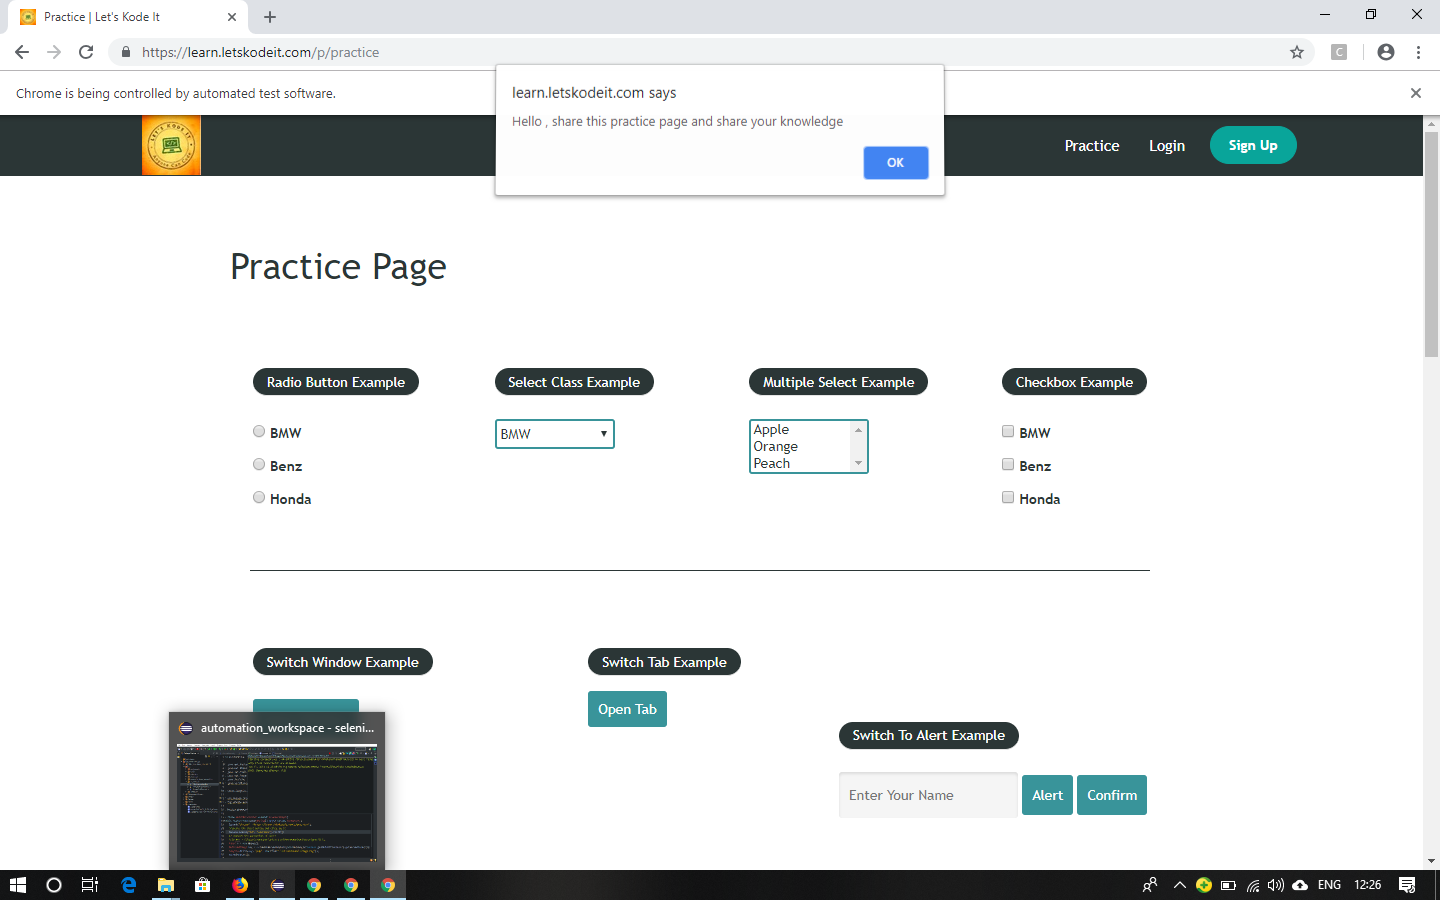 Practice | Let's Kode It
https://learn.letskodeit.com/p/practice
C
Chrome is being controlled by automated test software.
learn.letskodeit.com says
Hello , share this practice page and share your knowledge
OK
LET'S KODE IT
Practice
Login
Sign Up
Practice Page
Radio Button Example
Select Class Example
Multiple Select Example
Checkbox Example
BMW
Benz
Honda
BMW
Apple
Orange
Peach
BMW
Benz
Honda
Switch Window Example
Switch Tab Example
Open Tab
Switch To Alert Example
Enter Your Name
Alert
Confirm
automation_workspace - seleni...
ENG
12:26